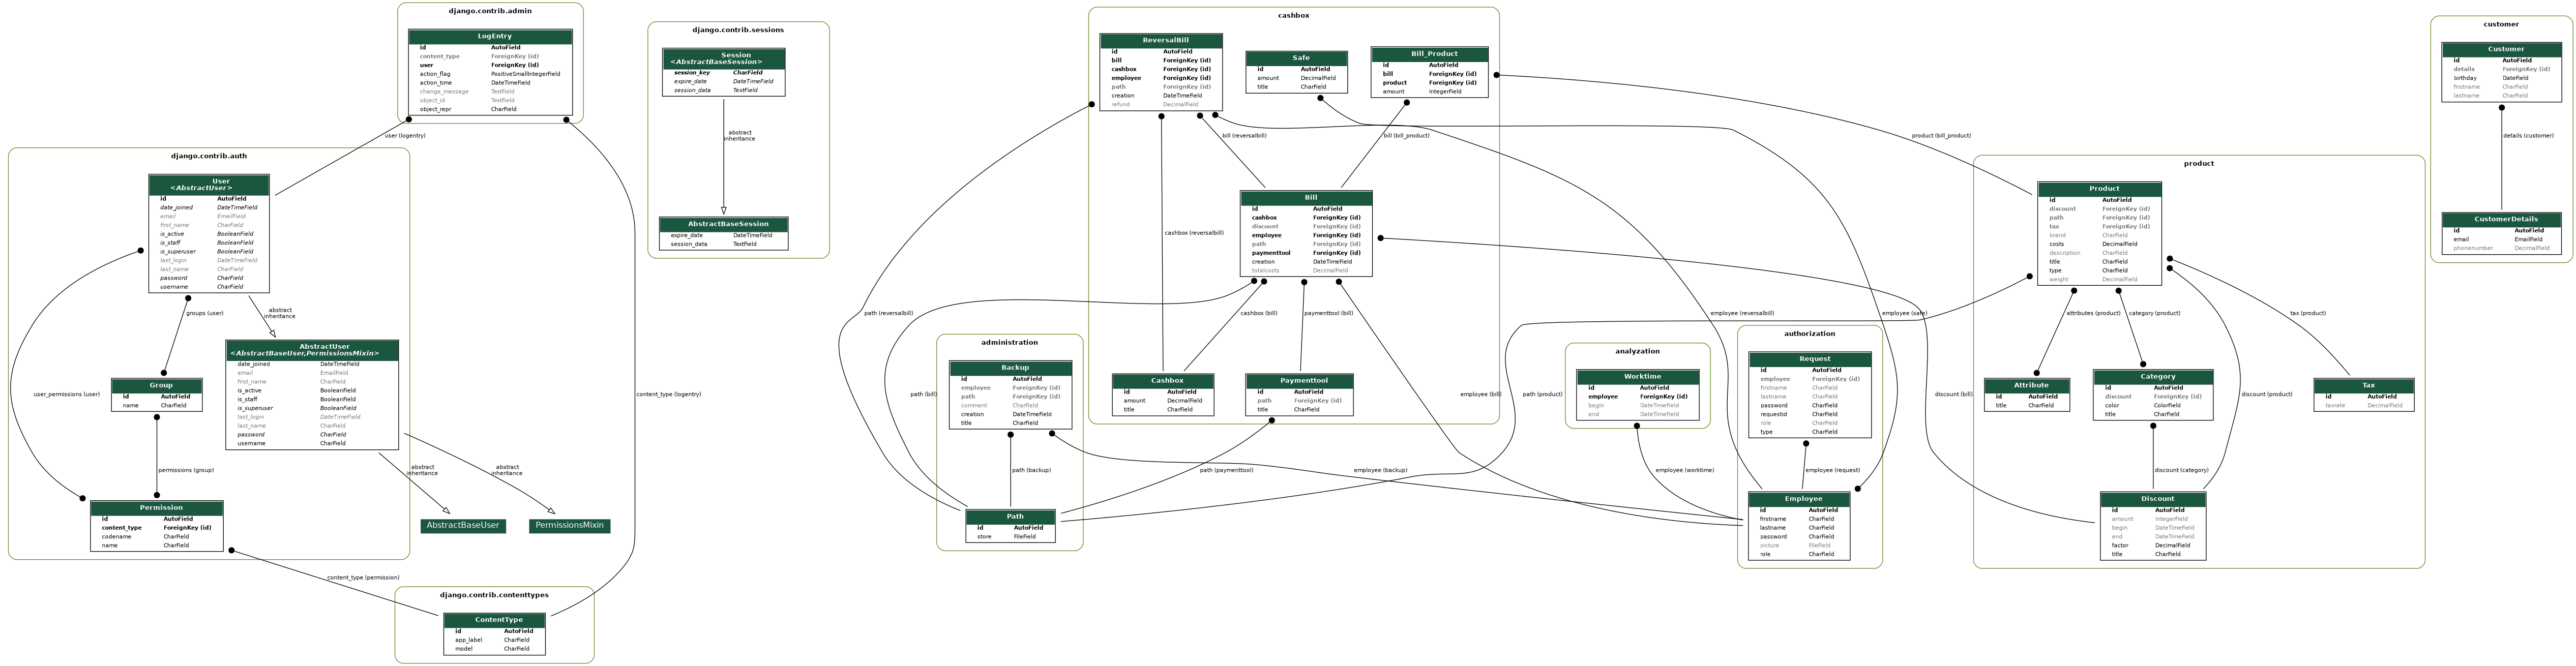 django.contrib.admin
LogEntry
id AutoField
content_type ForeignKey (id)
user ForeignKey (id)
action_flag PositiveSmallIntegerField
action_time DateTimeField
change_message TextField
object_id TextField
object_repr CharField
user (logentry)
content_type (logentry)
django.contrib.auth
User
<AbstractUser>
id AutoField
date_joined DateTimeField
email EmailField
first_name CharField
is_active BooleanField
is_staff BooleanField
is_superuser BooleanField
last_login DateTimeField
last_name CharField
password CharField
username CharField
groups (user)
abstract
inheritance
user_permissions (user)
AbstractUser
<AbstractBaseUser,PermissionsMixin>
date_joined DateTimeField
email EmailField
first_name CharField
is_active BooleanField
is_staff BooleanField
is_superuser BooleanField
last_login DateTimeField
last_name CharField
password CharField
username CharField
Group
id AutoField
name CharField
permissions (group)
abstract
inheritance
abstract
inheritance
Permission
id AutoField
content_type ForeignKey (id)
codename CharField
name CharField
AbstractBaseUser
PermissionsMixin
content_type (permission)
django.contrib.contenttypes
ContentType
id AutoField
app_label CharField
model CharField
django.contrib.sessions
Session
<AbstractBaseSession>
session_key CharField
expire_date DateTimeField
session_data TextField
abstract
inheritance
AbstractBaseSession
expire_date DateTimeField
session_data TextField
cashbox
ReversalBill
id AutoField
bill ForeignKey (id)
cashbox ForeignKey (id)
employee ForeignKey (id)
path ForeignKey (id)
creation DateTimeField
refund DecimalField
Safe
id AutoField
amount DecimalField
title CharField
Bill_Product
id AutoField
bill ForeignKey (id)
product ForeignKey (id)
amount IntegerField
bill (reversalbill)
bill (bill_product)
product (bill_product)
Bill
id AutoField
cashbox ForeignKey (id)
discount ForeignKey (id)
employee ForeignKey (id)
path ForeignKey (id)
paymenttool ForeignKey (id)
creation DateTimeField
totalcosts DecimalField
cashbox (reversalbill)
path (reversalbill)
cashbox (bill)
paymenttool (bill)
employee (reversalbill)
employee (safe)
Cashbox
id AutoField
amount DecimalField
title CharField
Paymenttool
id AutoField
path ForeignKey (id)
title CharField
path (bill)
employee (bill)
path (product)
discount (bill)
administration
Backup
id AutoField
employee ForeignKey (id)
path ForeignKey (id)
comment CharField
creation DateTimeField
title CharField
path (backup)
path (paymenttool)
employee (backup)
Path
id AutoField
store FileField
analyzation
Worktime
id AutoField
employee ForeignKey (id)
begin DateTimeField
end DateTimeField
employee (worktime)
authorization
Request
id AutoField
employee ForeignKey (id)
firstname CharField
lastname CharField
password CharField
requestid CharField
role CharField
type CharField
employee (request)
Employee
id AutoField
firstname CharField
lastname CharField
password CharField
picture FileField
role CharField
product
Product
id AutoField
discount ForeignKey (id)
path ForeignKey (id)
tax ForeignKey (id)
brand CharField
costs DecimalField
description CharField
title CharField
type CharField
weight DecimalField
attributes (product)
category (product)
tax (product)
discount (product)
Attribute
id AutoField
title CharField
Category
id AutoField
discount ForeignKey (id)
color ColorField
title CharField
Tax
id AutoField
taxrate DecimalField
discount (category)
Discount
id AutoField
amount IntegerField
begin DateTimeField
end DateTimeField
factor DecimalField
title CharField
customer
Customer
id AutoField
details ForeignKey (id)
birthday DateField
firstname CharField
lastname CharField
details (customer)
CustomerDetails
id AutoField
email EmailField
phonenumber DecimalField